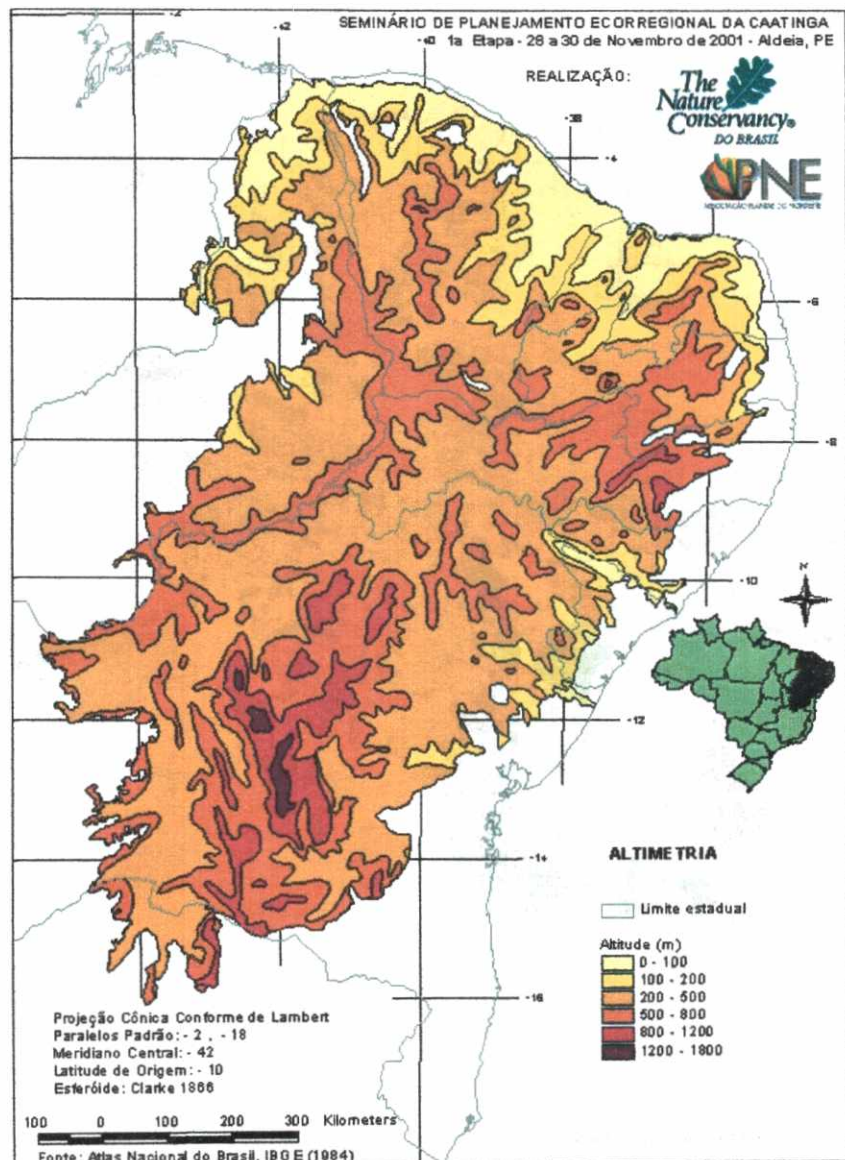 SEMINÁRIO DE PLANEJAMENTO ECORREGIONAL DA CAATINGA
1a Etapa - 28 a 30 de Novembro de 2001 - Aldeia, PE
REALIZAÇÃO:
The
Nature
Conservancy®
DO BRASIL
PNE
-42
-38
-4
-6
-8
-10
N
-12
-14
-16
ALTIMETRIA
Limite estadual
Altitude (m)
0 - 100
100 - 200
200 - 500
500 - 800
800 - 1200
1200 - 1800
Projeção Cônica Conforme de Lambert
Paralelos Padrão: - 2 , - 18
Meridiano Central: - 42
Latitude de Origem: - 10
Esferóide: Clarke 1866
100 0 100 200 300 Kilometers
Fonte: Atlas Nacional do Brasil, IBGE (1984)